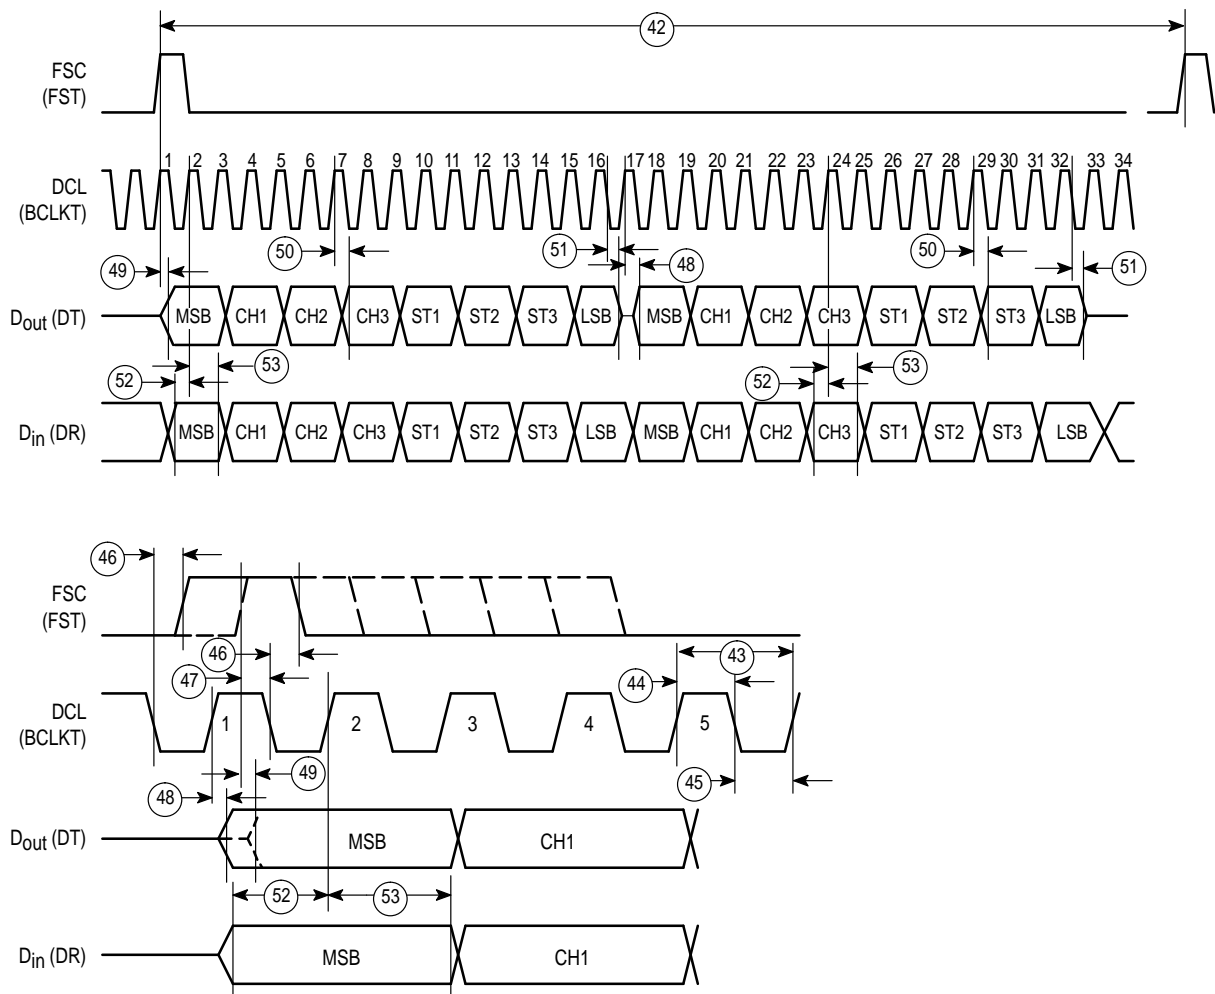 42
FSC
(FST)
1 2 3 4 5 6 7 8 9 10 11 12 13 14 15 16 17 18 19 20 21 22 23 24 25 26 27 28 29 30 31 32 33 34
DCL
(BCLKT)
50 51 50
49 48 51
Dout (DT) MSB CH1 CH2 CH3 ST1 ST2 ST3 LSB MSB CH1 CH2 CH3 ST1 ST2 ST3 LSB
53 53
52 52
Din (DR) MSB CH1 CH2 CH3 ST1 ST2 ST3 LSB MSB CH1 CH2 CH3 ST1 ST2 ST3 LSB
46
FSC
(FST)
46 43
47 44
DCL
(BCLKT)
1 2 3 4 5
49 45
48
Dout (DT) MSB CH1
52 53
Din (DR) MSB CH1